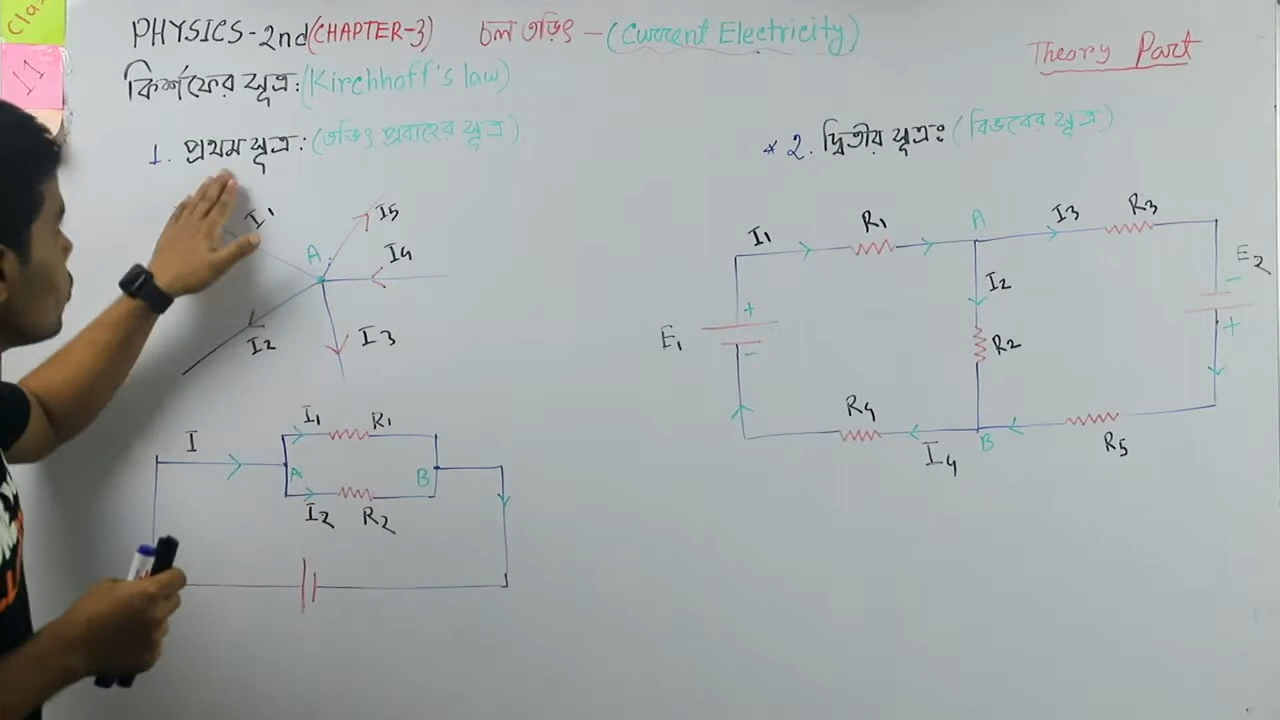 Clas
11
PHYSICS-2nd(CHAPTER-3) চল তড়িৎ - (Current Electricity)
Theory Part
কির্শফের সূত্র: (Kirchhoff's law)
1. প্রথম সূত্র: (তড়িৎ প্রবাহের সূত্র)
I1
I5
A
I4
I2
I3
I
I1
R1
A
B
I2
R2
* 2. দ্বিতীয় সূত্রঃ (বিভবের সূত্র)
I1
R1
A
I3
R3
E1
+
-
I2
R2
E2
-
+
R4
I4
B
R5